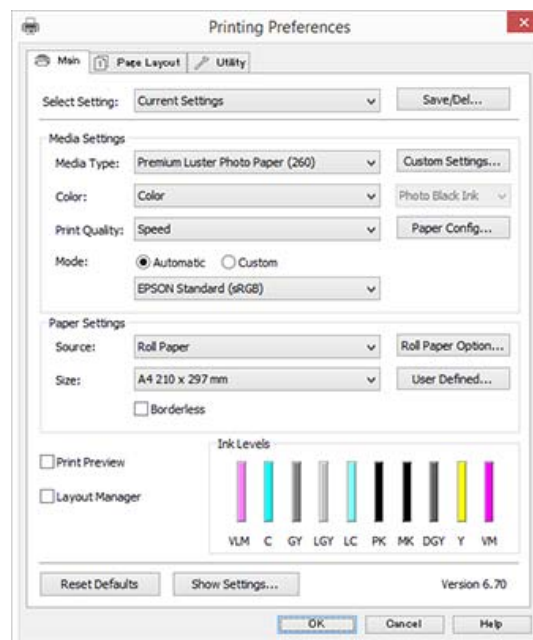 Printing Preferences
Main Page Layout Utility
Select Setting: Current Settings Save/Del...
Media Settings
Media Type: Premium Luster Photo Paper (260) Custom Settings...
Color: Color Photo Black Ink
Print Quality: Speed Paper Config...
Mode: Automatic Custom
EPSON Standard (sRGB)
Paper Settings
Source: Roll Paper Roll Paper Option...
Size: A4 210 x 297 mm User Defined...
Borderless
Ink Levels
Print Preview
Layout Manager
VLM C GY LGY LC PK MK DGY Y VM
Reset Defaults Show Settings... Version 6.70
OK Cancel Help